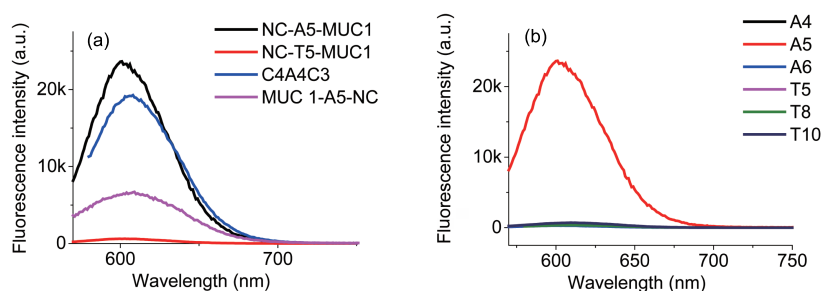 (a)
NC-A5-MUC1
NC-T5-MUC1
C4A4C3
MUC 1-A5-NC
Fluorescence intensity (a.u.)
20k
10k
0
600
700
Wavelength (nm)
(b)
A4
A5
A6
T5
T8
T10
Fluorescence intensity (a.u.)
20k
10k
0
600
650
700
750
Wavelength (nm)